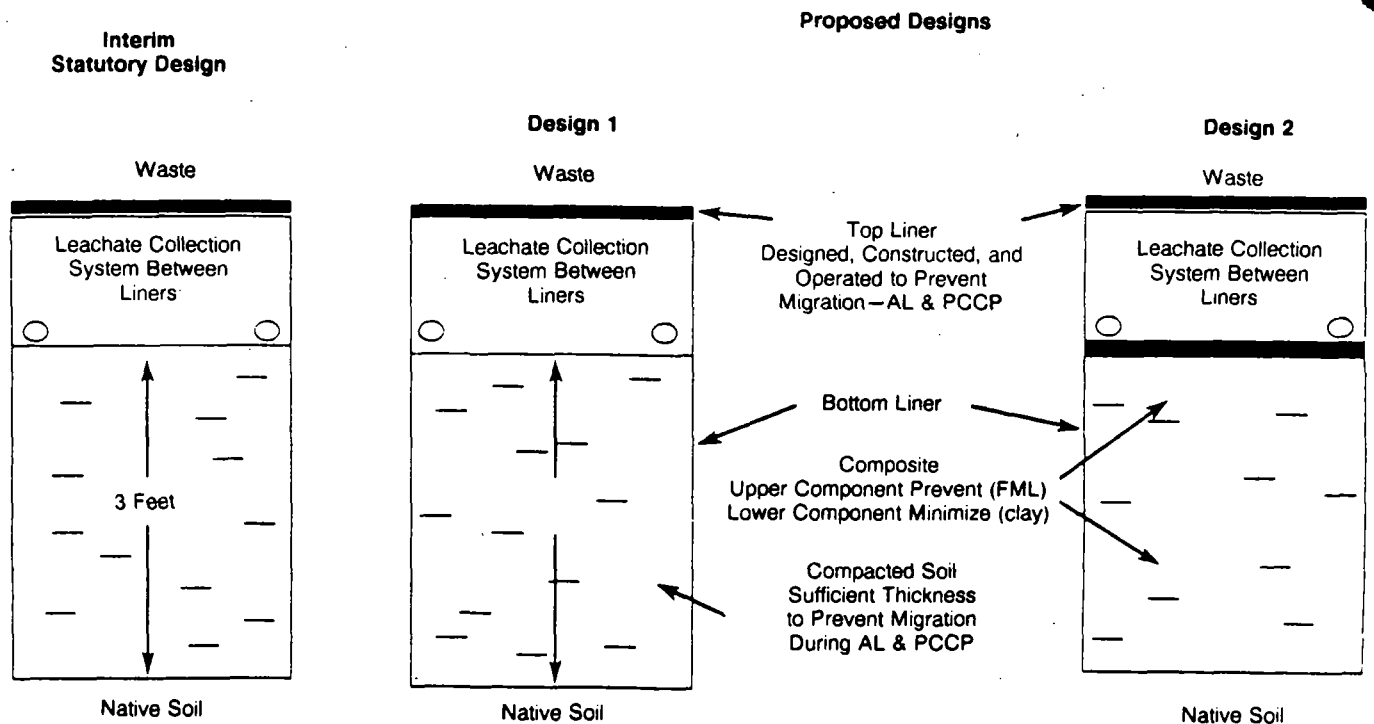 Proposed Designs
Interim
Statutory Design
Design 1
Design 2
Waste
Waste
Waste
Leachate Collection
System Between
Liners
Leachate Collection
System Between
Liners
Top Liner
Designed, Constructed, and
Operated to Prevent
Migration—AL & PCCP
Leachate Collection
System Between
Liners
3 Feet
Bottom Liner
Composite
Upper Component Prevent (FML)
Lower Component Minimize (clay)
Compacted Soil
Sufficient Thickness
to Prevent Migration
During AL & PCCP
Native Soil
Native Soil
Native Soil